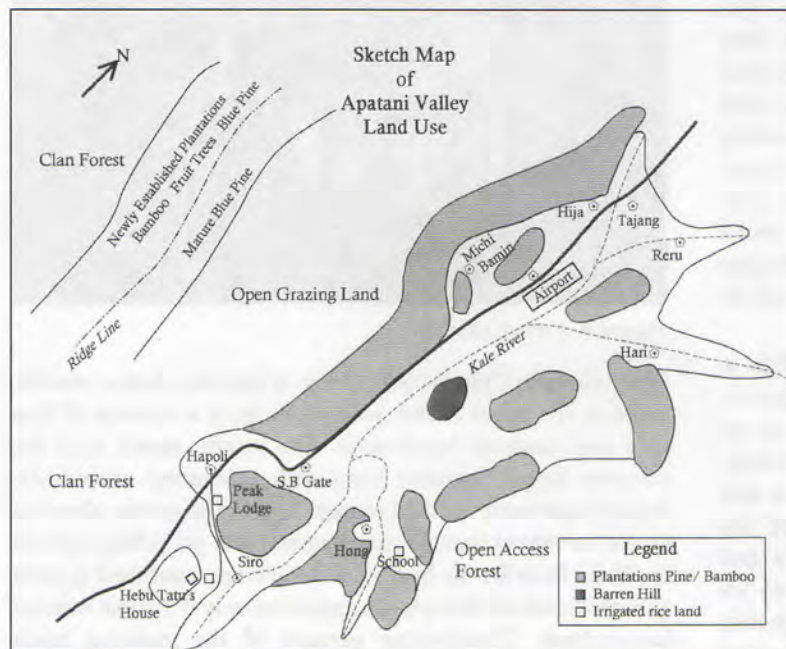 N
Sketch Map
of
Apatani Valley
Land Use
Clan Forest
Newly Established Plantations
Bamboo Fruit Trees Blue Pine
Mature Blue Pine
Ridge Line
Open Grazing Land
Hija
Tajang
Reru
Michi
Bamin
Airport
Kale River
Hari
Hapoli
S.B Gate
Clan Forest
Peak
Lodge
Siro
Hong
School
Open Access
Forest
Hebu Tatu's
House
Legend
Plantations Pine/ Bamboo
Barren Hill
Irrigated rice land